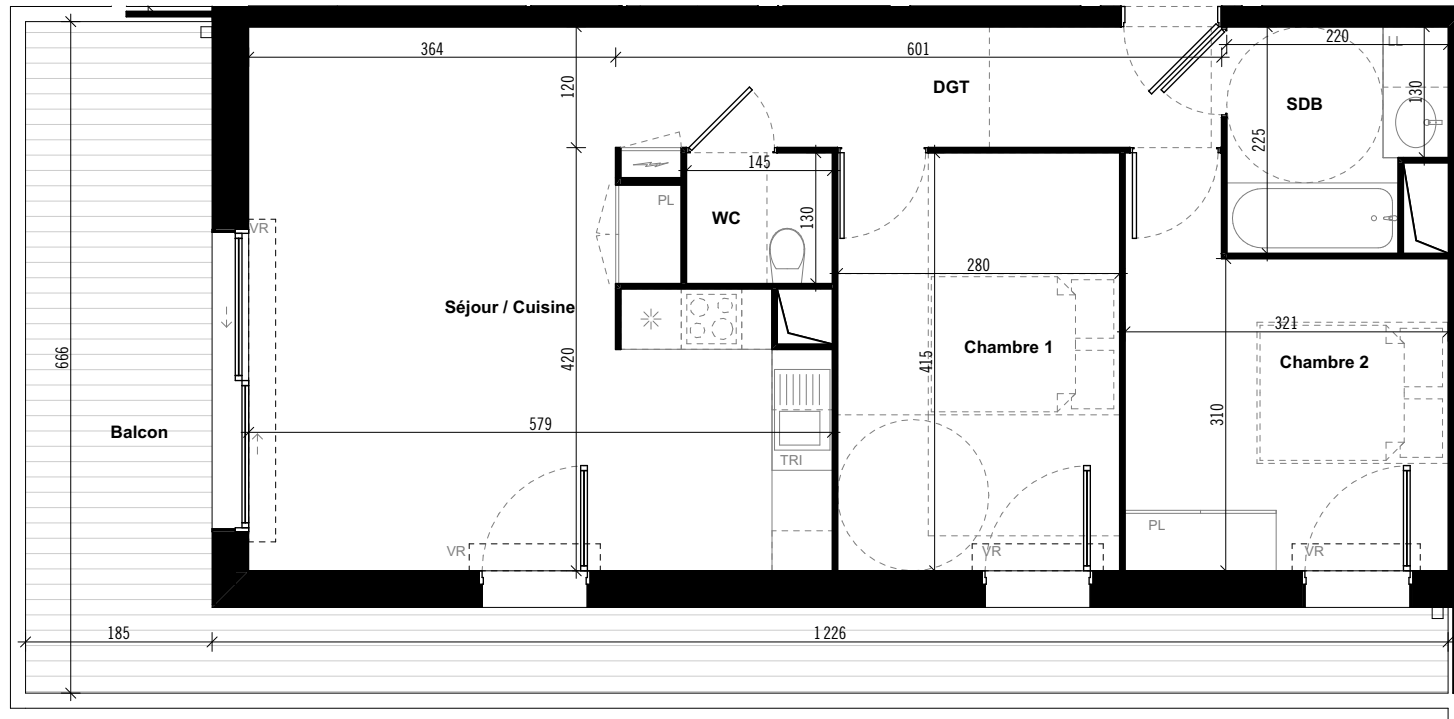 364
601
220
LL
120
DGT
130
SDB
225
145
PL
WC
130
VR
280
Séjour / Cuisine
321
Chambre 1
Chambre 2
666
420
415
310
Balcon
579
TRI
PL
VR
VR
VR
185
1 226